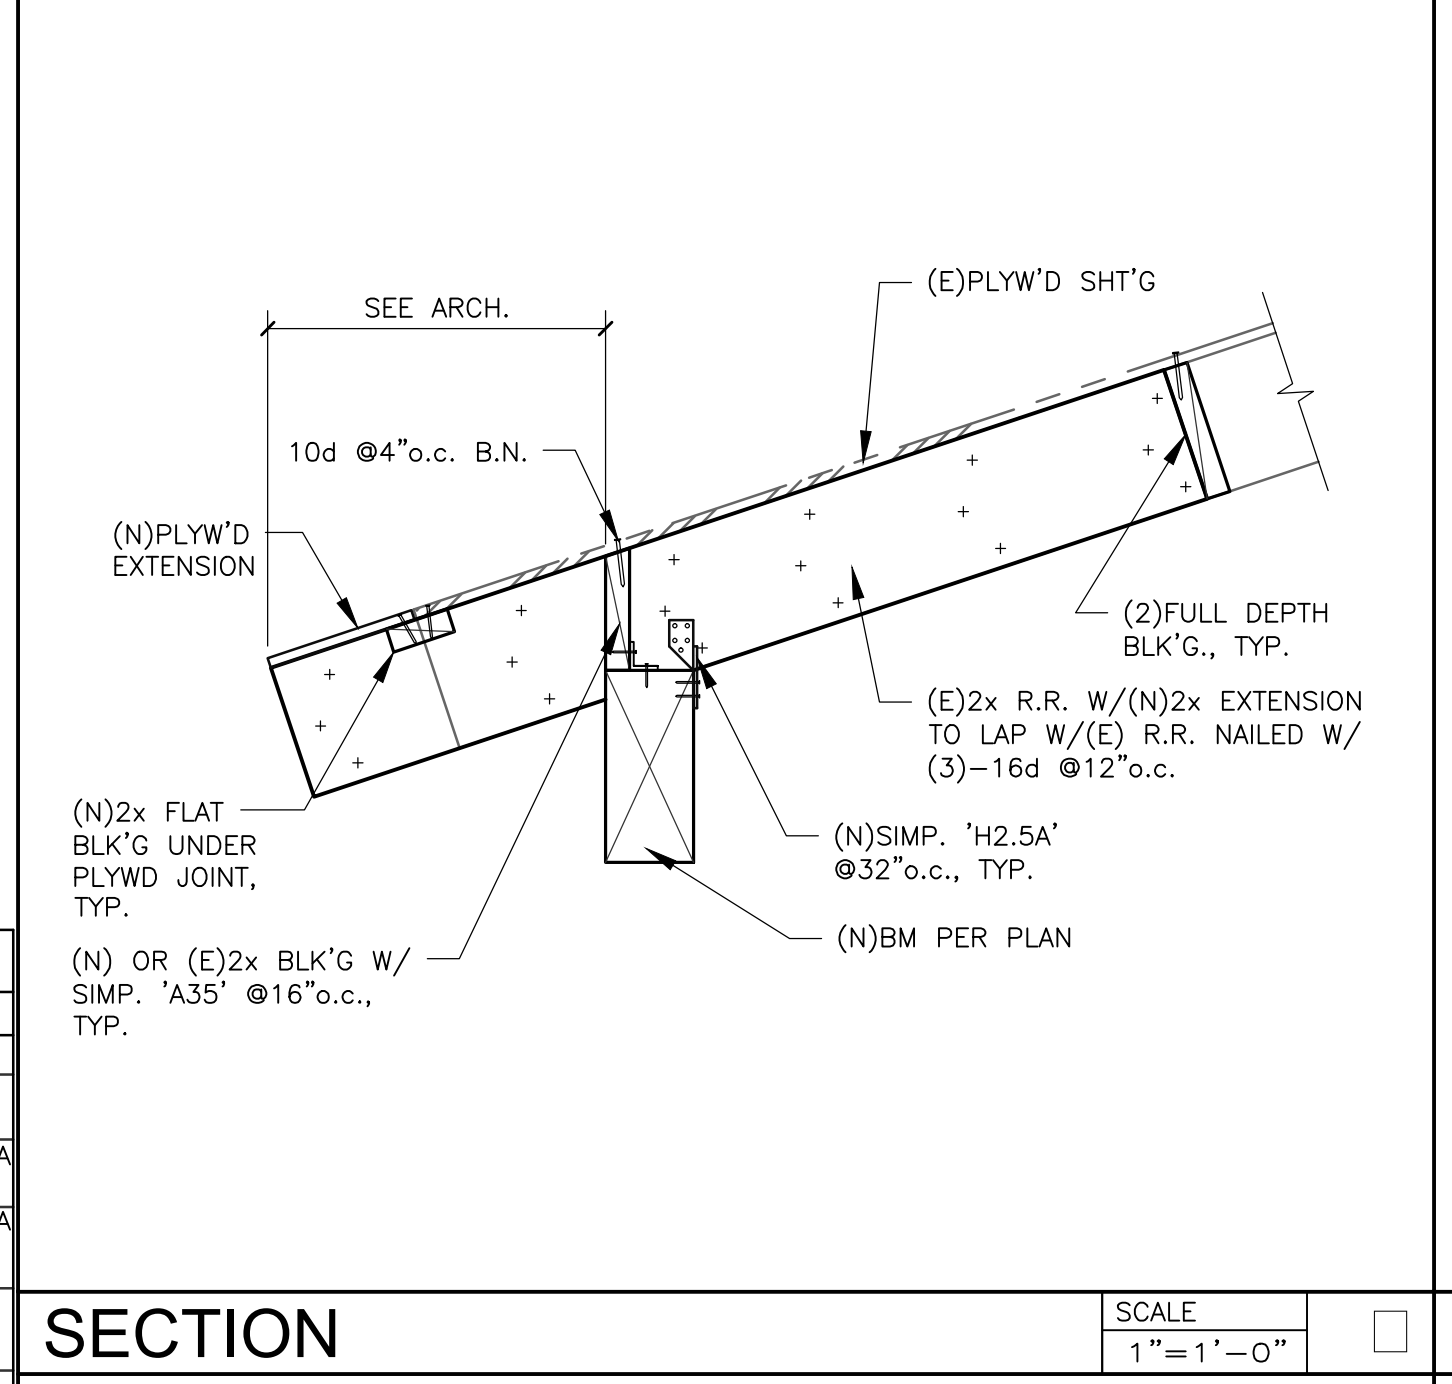 (E)PLYW'D SHT'G
SEE ARCH.
10d @4"o.c. B.N.
(N)PLYW'D
EXTENSION
(2)FULL DEPTH
BLK'G., TYP.
(E)2x R.R. W/(N)2x EXTENSION
TO LAP W/(E) R.R. NAILED W/
(3)-16d @12"o.c.
(N)2x FLAT
BLK'G UNDER
PLYWD JOINT,
TYP.
(N)SIMP. 'H2.5A'
@32"o.c., TYP.
(N)BM PER PLAN
(N) OR (E)2x BLK'G W/
SIMP. 'A35' @16"o.c.,
TYP.
A
A
SECTION
SCALE
1"=1'-0"